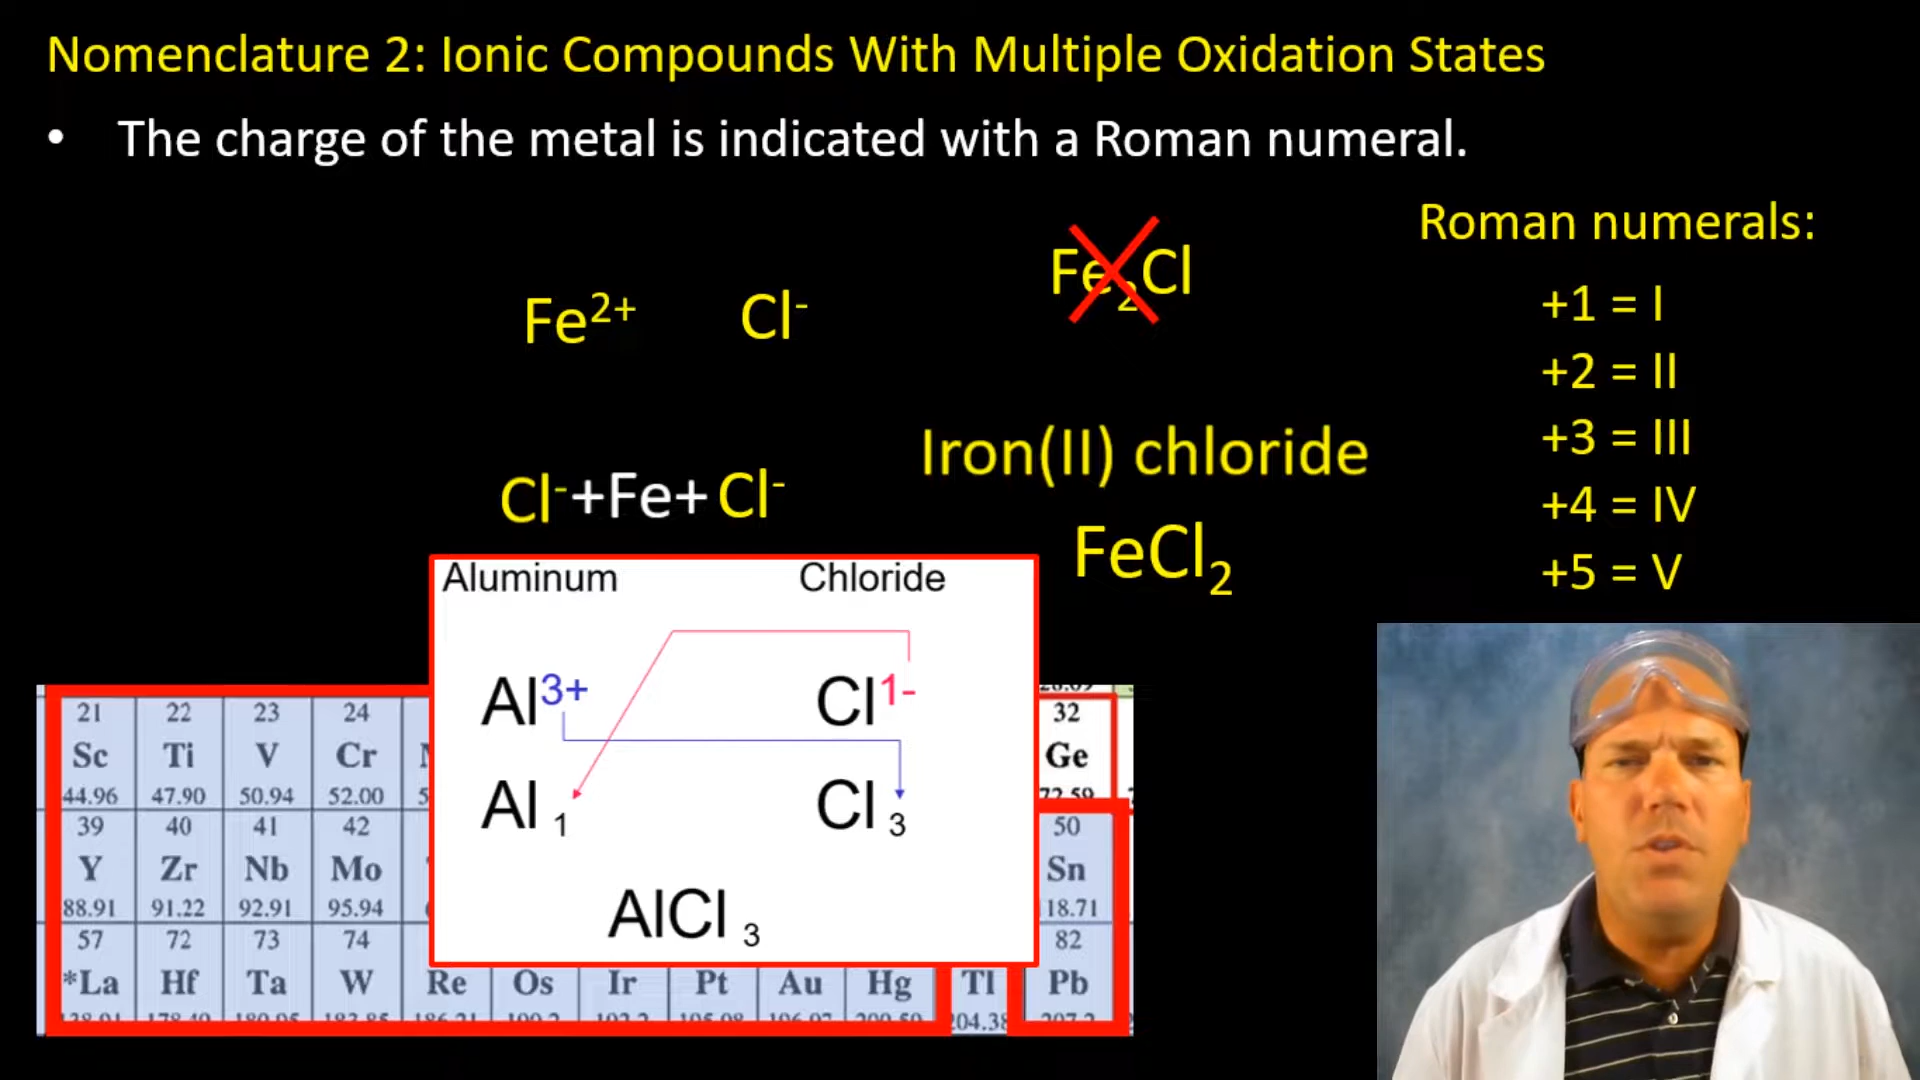 Nomenclature 2: Ionic Compounds With Multiple Oxidation States
• The charge of the metal is indicated with a Roman numeral.
Roman numerals:
+1 = I
+2 = II
+3 = III
+4 = IV
+5 = V
Fe²⁺ Cl⁻
Fe₂Cl
Iron(II) chloride
Cl⁻+Fe+Cl⁻
FeCl₂
Aluminum Chloride
Al³⁺ Cl¹⁻
Al ₁ Cl ₃
AlCl ₃
21 22 23 24 32
Sc Ti V Cr Ge
44.96 47.90 50.94 52.00 72.59
39 40 41 42 50
Y Zr Nb Mo Sn
88.91 91.22 92.91 95.94 118.71
57 72 73 74 82
*La Hf Ta W Re Os Ir Pt Au Hg Tl Pb
204.38 207.2